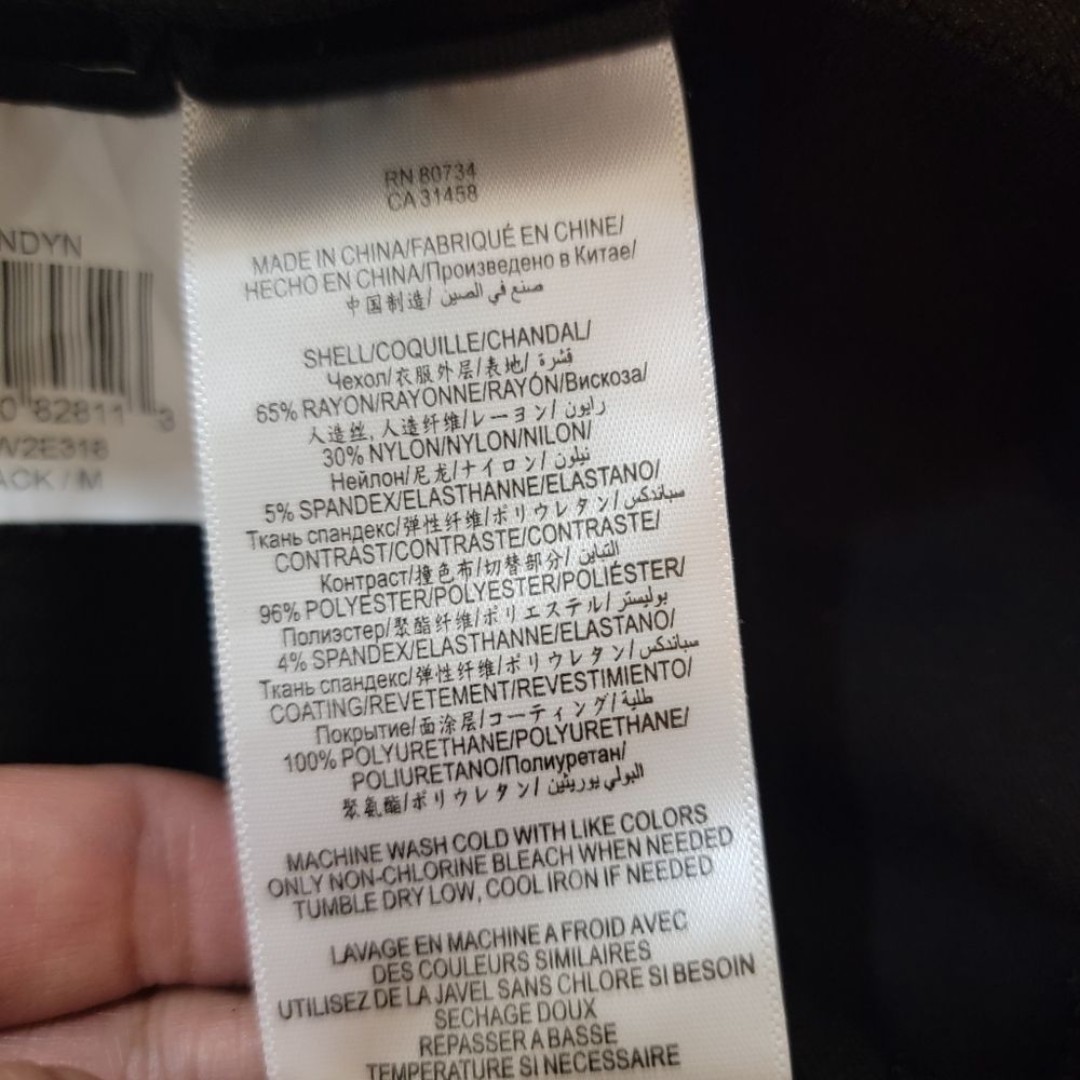 NDYN
0 82811 3
W2E316
ACK / M
RN 80734
CA 31458
MADE IN CHINA/FABRIQUÉ EN CHINE/
HECHO EN CHINA/Произведено в Китае/
中国制造/ صنع في الصين
SHELL/COQUILLE/CHANDAL/
Чехол/衣服外层/表地/ قشرة
65% RAYON/RAYONNE/RAYÓN/Вискоза/
人造丝, 人造纤维/レーヨン/ رايون
30% NYLON/NYLON/NILON/
Нейлон/尼龙/ナイロン/ نيلون
5% SPANDEX/ELASTHANNE/ELASTANO/
Ткань спандекс/弹性纤维/ポリウレタン/ سباندكس
CONTRAST/CONTRASTE/CONTRASTE/
Контраст/撞色布/切替部分/ التباين
96% POLYESTER/POLYESTER/POLIÉSTER/
Полиэстер/聚酯纤维/ポリエステル/ بوليستر
4% SPANDEX/ELASTHANNE/ELASTANO/
Ткань спандекс/弹性纤维/ポリウレタン/ سباندكس
COATING/REVETEMENT/REVESTIMIENTO/
Покрытие/面涂层/コーティング/ طلية
100% POLYURETHANE/POLYURETHANE/
POLIURETANO/Полиуретан/
聚氨酯/ポリウレタン/ البولي يوريثين
MACHINE WASH COLD WITH LIKE COLORS
ONLY NON-CHLORINE BLEACH WHEN NEEDED
TUMBLE DRY LOW, COOL IRON IF NEEDED
LAVAGE EN MACHINE A FROID AVEC
DES COULEURS SIMILAIRES
UTILISEZ DE LA JAVEL SANS CHLORE SI BESOIN
SECHAGE DOUX
REPASSER A BASSE
TEMPERATURE SI NECESSAIRE